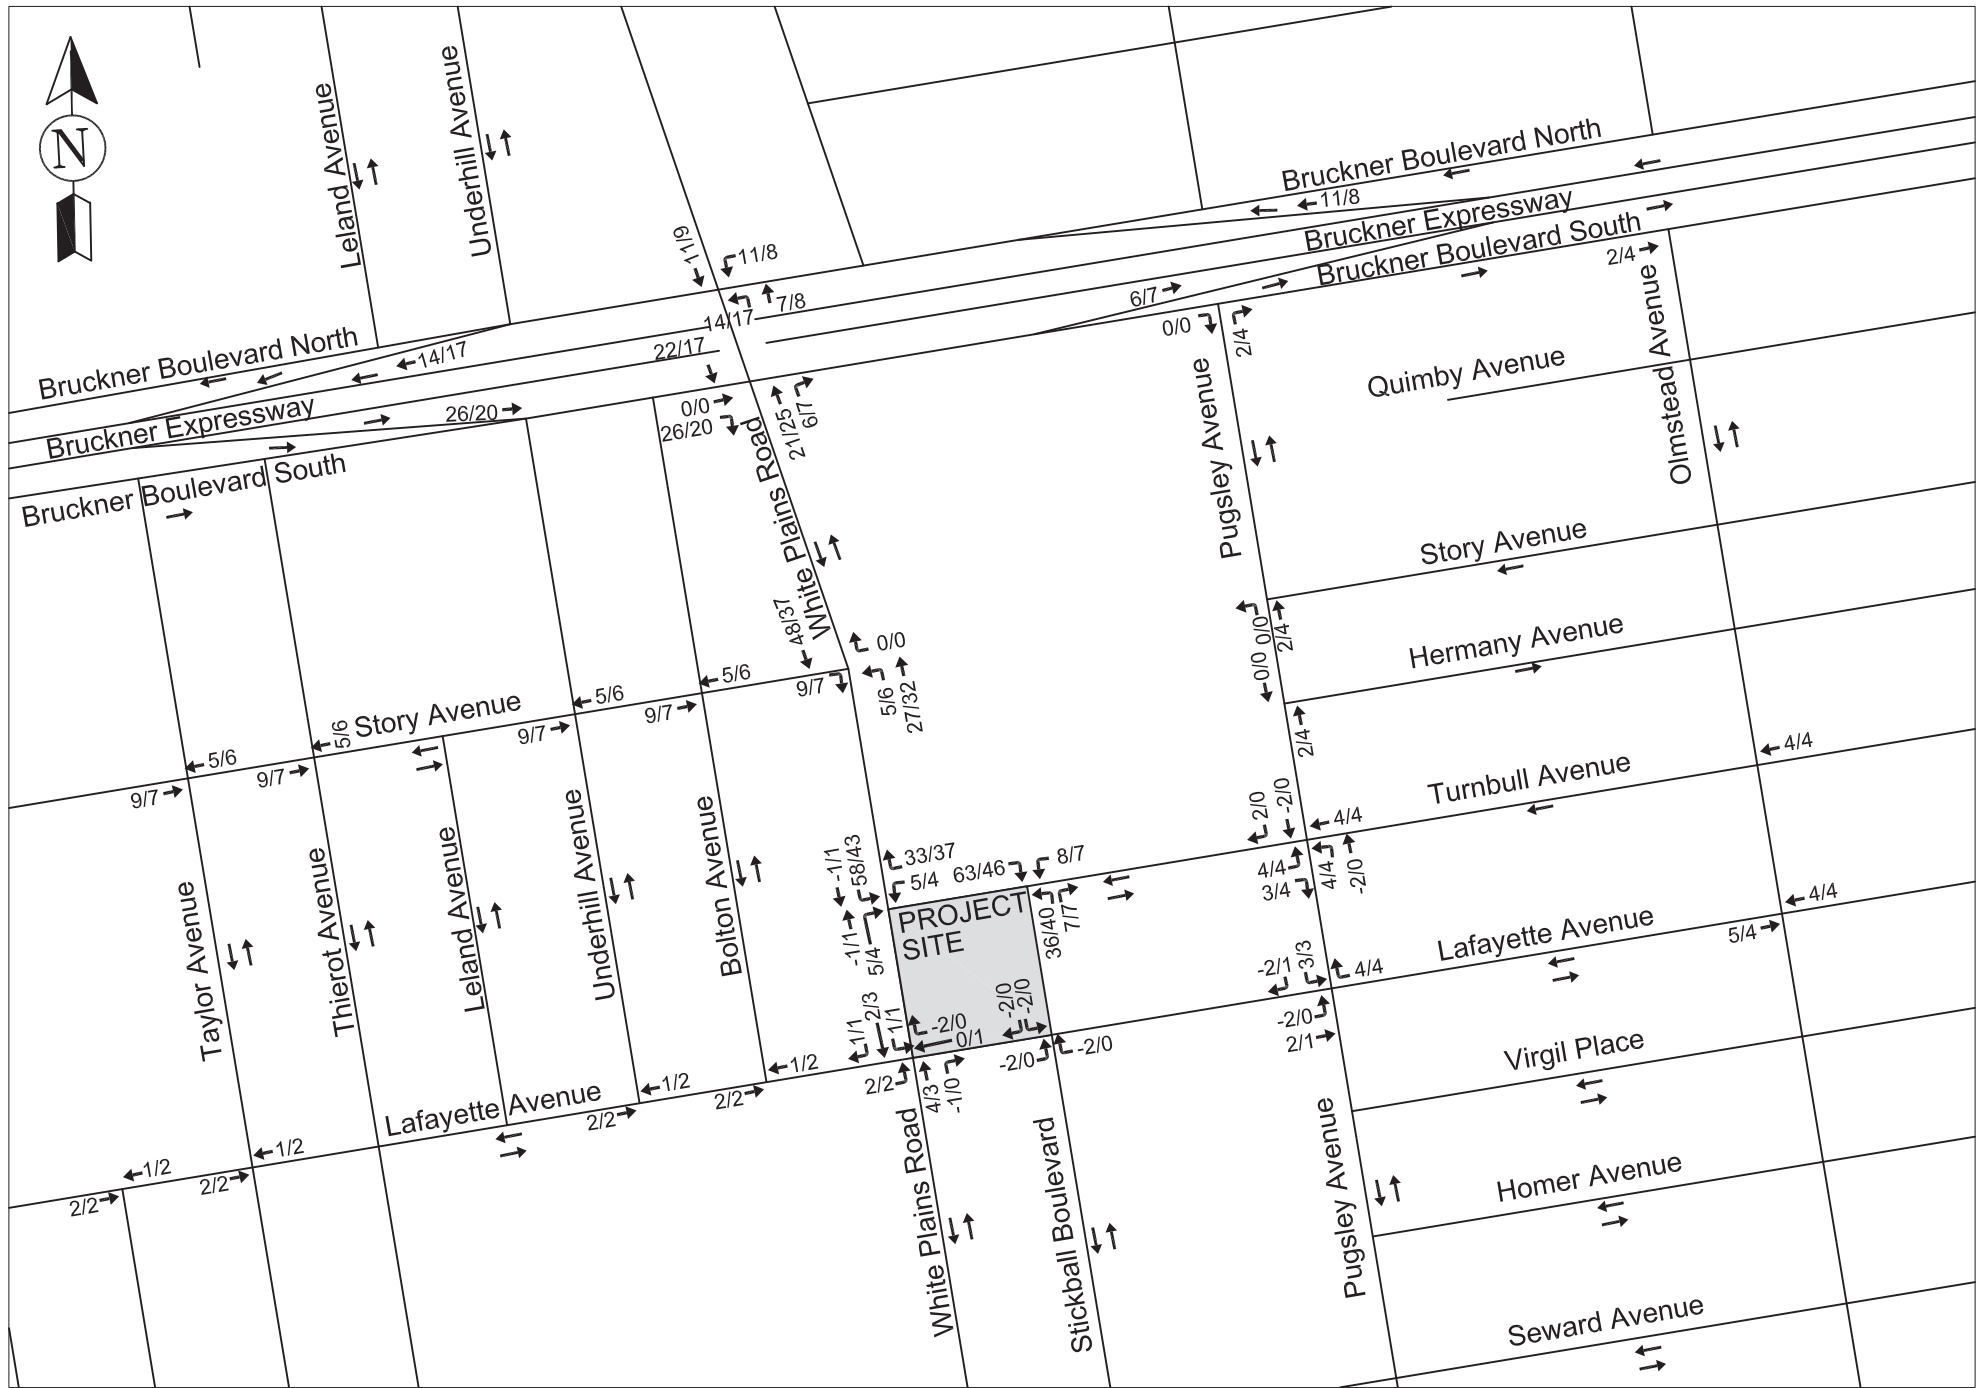 N
Leland Avenue
Underhill Avenue
Bruckner Boulevard North
11/8
Bruckner Expressway
Bruckner Boulevard South
2/4
11/9
11/8
7/8
14/17
6/7
0/0
2/4
Bruckner Boulevard North
14/17
22/17
Bruckner Expressway
26/20
0/0
26/20
21/25
6/7
Bruckner Boulevard South
White Plains Road
Pugsley Avenue
Quimby Avenue
Olmstead Avenue
Story Avenue
48/37
0/0
5/6
27/32
9/7
5/6
9/7
5/6
9/7
Story Avenue
5/6
9/7
5/6
9/7
0/0
2/4
0/0
Hermany Avenue
2/4
4/4
Turnbull Avenue
2/0
-2/0
4/4
4/4
3/4
4/4
-2/0
-1/1
58/43
33/37
5/4
63/46
8/7
PROJECT
SITE
36/40
7/7
-1/1
5/4
Taylor Avenue
Thierot Avenue
Leland Avenue
Underhill Avenue
Bolton Avenue
4/4
Lafayette Avenue
5/4
-2/1
3/3
4/4
-2/0
2/1
1/1
2/3
1/1
-2/0
0/1
-2/0
-2/0
-2/0
-2/0
2/2
4/3
-1/0
1/2
2/2
1/2
2/2
Lafayette Avenue
1/2
2/2
1/2
2/2
Virgil Place
Homer Avenue
Seward Avenue
White Plains Road
Stickball Boulevard
Pugsley Avenue